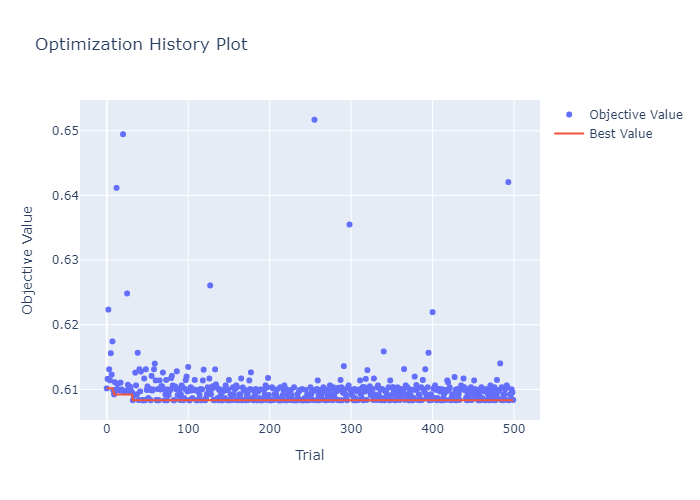 Optimization History Plot
Objective Value
Best Value
0.65
0.64
0.63
0.62
0.61
Objective Value
0
100
200
300
400
500
Trial